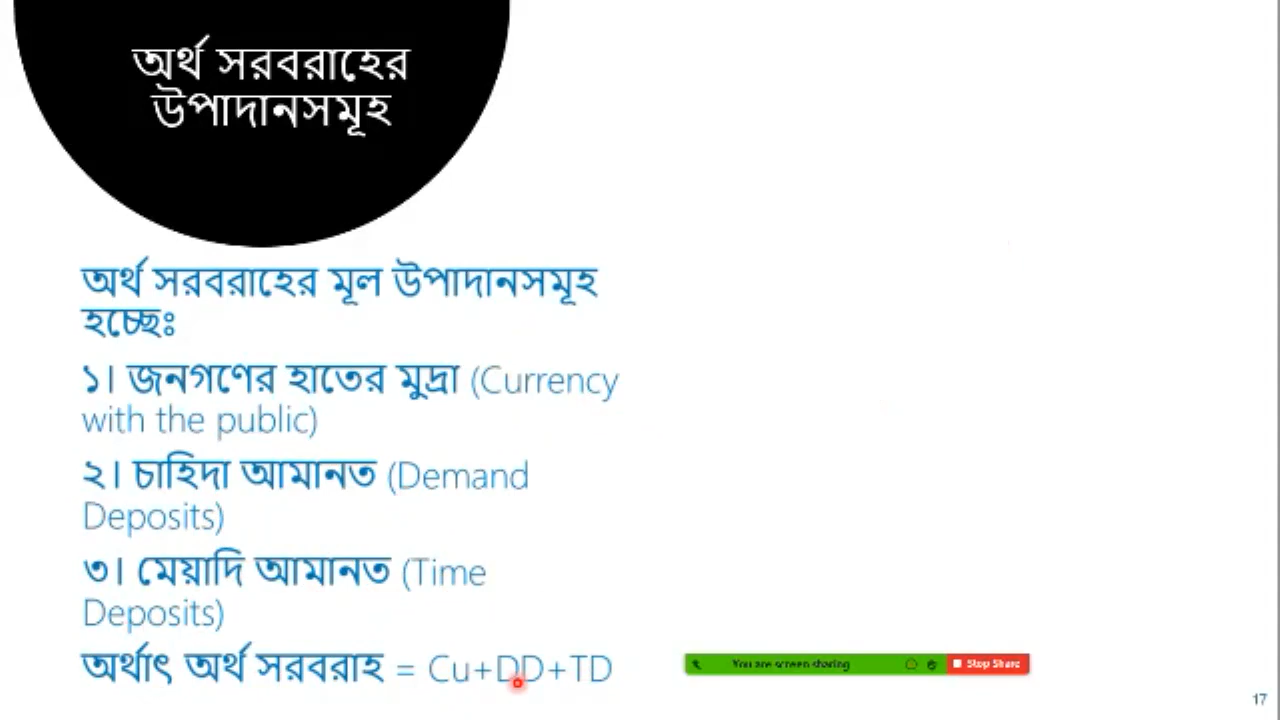 অর্থ সরবরাহের
উপাদানসমূহ
অর্থ সরবরাহের মূল উপাদানসমূহ
হচ্ছেঃ
১। জনগণের হাতের মুদ্রা (Currency
with the public)
২। চাহিদা আমানত (Demand
Deposits)
৩। মেয়াদি আমানত (Time
Deposits)
অর্থাৎ অর্থ সরবরাহ = Cu+DD+TD
You are screen sharing
Stop Share
17